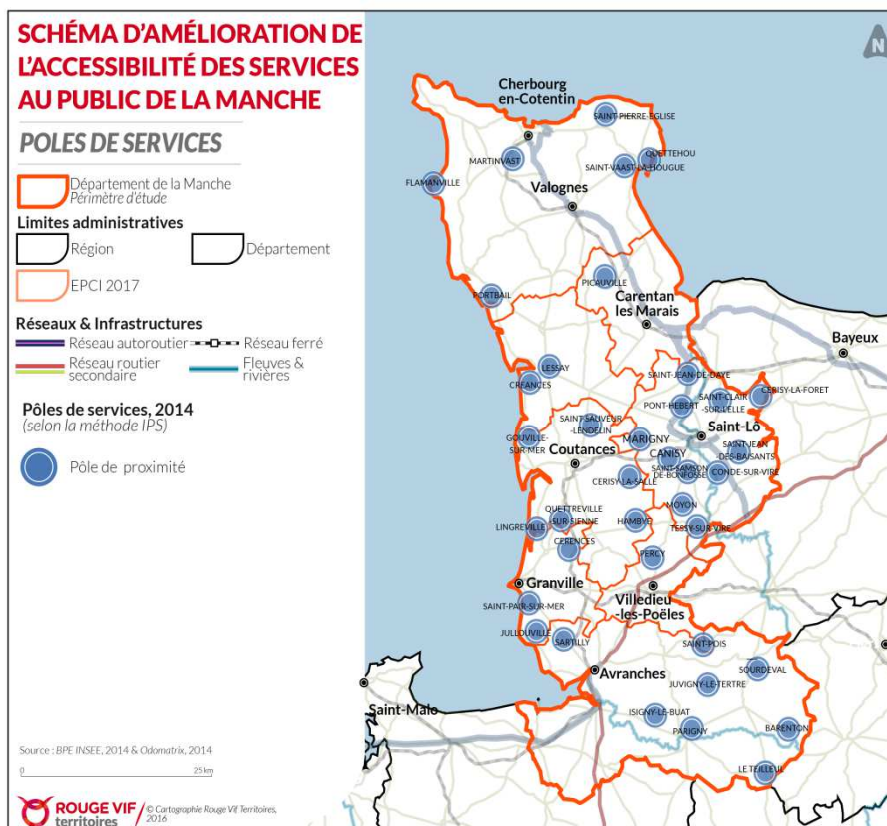 SCHÉMA D'AMÉLIORATION DE
L'ACCESSIBILITÉ DES SERVICES
AU PUBLIC DE LA MANCHE
POLES DE SERVICES
Département de la Manche
Périmètre d'étude
Limites administratives
Région
Département
EPCI 2017
Réseaux & Infrastructures
Réseau autoroutier
Réseau ferré
Réseau routier
secondaire
Fleuves &
rivières
Pôles de services, 2014
(selon la méthode IPS)
Pôle de proximité
Source : BPE INSEE, 2014 & Odomatrix, 2014
0
25 km
ROUGE VIF
territoires
© Cartographie Rouge Vif Territoires,
2016
N
Cherbourg
en-Cotentin
SAINT-PIERRE-EGLISE
MARTINVAST
QUETTEHOU
SAINT-VAAST-LA-HOUGUE
FLAMANVILLE
Valognes
PICAUVILLE
PORTBAIL
Carentan
les Marais
Bayeux
LESSAY
SAINT-JEAN-DE-DAYE
CREANCES
CERISY-LA-FORET
PONT-HEBERT
SAINT-CLAIR
-SUR-L'ELLE
SAINT-SAUVEUR
-LENDELIN
GOUVILLE-
SUR-MER
MARIGNY
Saint-Lô
SAINT-JEAN
-DES-BAISANTS
Coutances
CANISY
SAINT-SAMSON
-DE-BONFOSSE
CONDE-SUR-VIRE
CERISY-LA-SALLE
MOYON
QUETTREVILLE
-SUR-SIENNE
LINGREVILLE
HAMBYE
TESSY-SUR-VIRE
CERENCES
PERCY
Granville
Villedieu
-les-Poëles
SAINT-PAIR-SUR-MER
JULLOUVILLE
SARTILLY
SAINT-POIS
Avranches
SOURDEVAL
JUVIGNY-LE-TERTRE
Saint-Malo
ISIGNY-LE-BUAT
PARIGNY
BARENTON
LE TEILLEUL